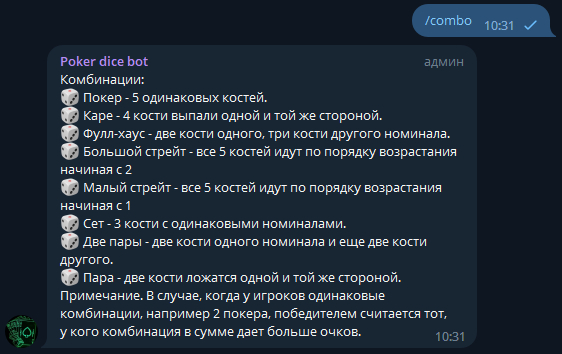 /combo 10:31
Poker dice bot админ
Комбинации:
🎲 Покер - 5 одинаковых костей.
🎲 Каре - 4 кости выпали одной и той же стороной.
🎲 Фулл-хаус - две кости одного, три кости другого номинала.
🎲 Большой стрейт - все 5 костей идут по порядку возрастания
начиная с 2
🎲 Малый стрейт - все 5 костей идут по порядку возрастания
начиная с 1
🎲 Сет - 3 кости с одинаковыми номиналами.
🎲 Две пары - две кости одного номинала и еще две кости
другого.
🎲 Пара - две кости ложатся одной и той же стороной.
Примечание. В случае, когда у игроков одинаковые
комбинации, например 2 покера, победителем считается тот,
у кого комбинация в сумме дает больше очков. 10:31